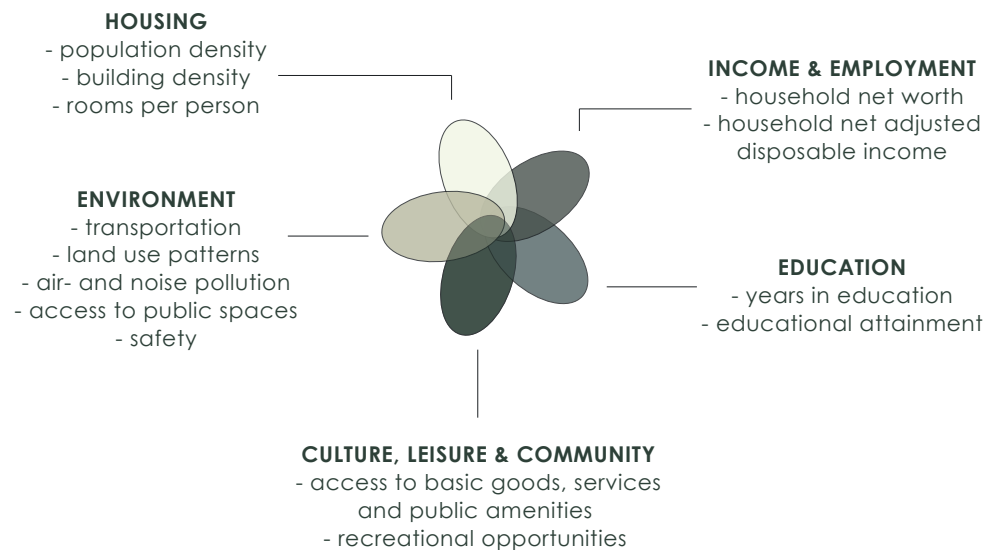 HOUSING
- population density
- building density
- rooms per person
INCOME & EMPLOYMENT
- household net worth
- household net adjusted
disposable income
ENVIRONMENT
- transportation
- land use patterns
- air- and noise pollution
- access to public spaces
- safety
EDUCATION
- years in education
- educational attainment
CULTURE, LEISURE & COMMUNITY
- access to basic goods, services
and public amenities
- recreational opportunities